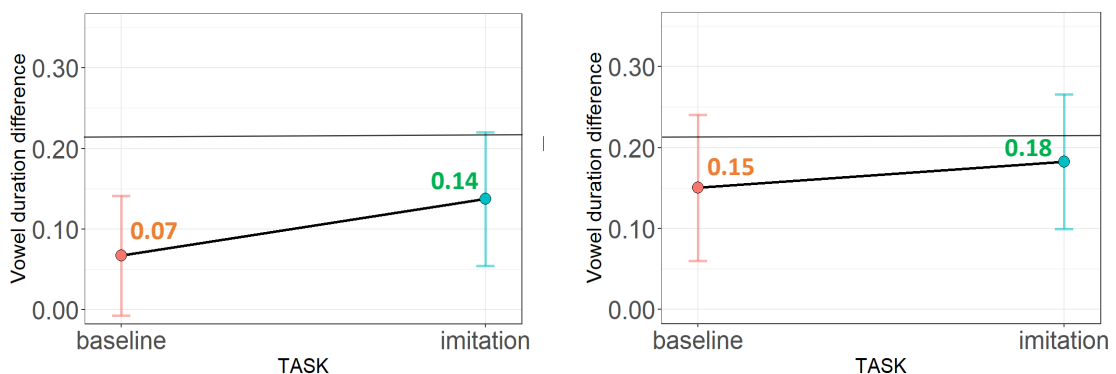 Vowel duration difference
0.30
0.20
0.10
0.00
0.07
0.14
baseline
imitation
TASK
Vowel duration difference
0.30
0.20
0.10
0.00
0.15
0.18
baseline
imitation
TASK